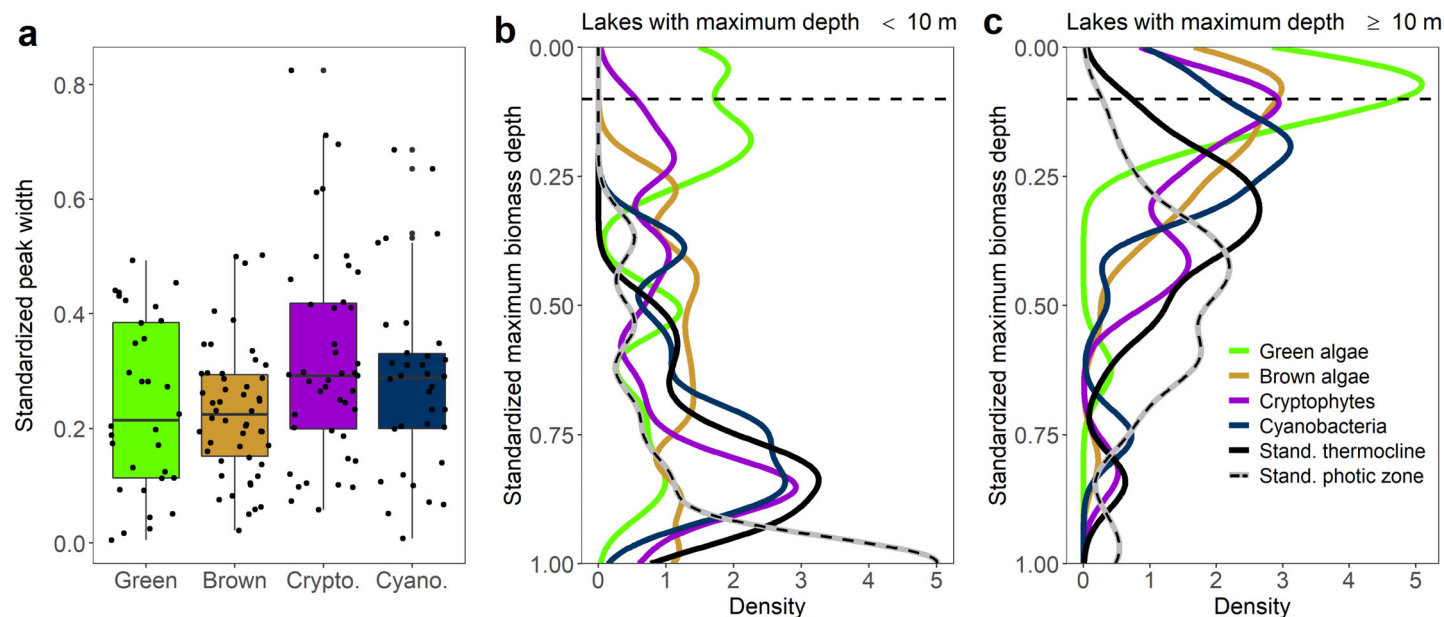 a
Standardized peak width
0.8
0.6
0.4
0.2
0.0
Green Brown Crypto. Cyano.
b
Lakes with maximum depth < 10 m
Standardized maximum biomass depth
0.00
0.25
0.50
0.75
1.00
0 1 2 3 4 5
Density
c
Lakes with maximum depth ≥ 10 m
Standardized maximum biomass depth
0.00
0.25
0.50
0.75
1.00
0 1 2 3 4 5
Density
Green algae
Brown algae
Cryptophytes
Cyanobacteria
Stand. thermocline
Stand. photic zone